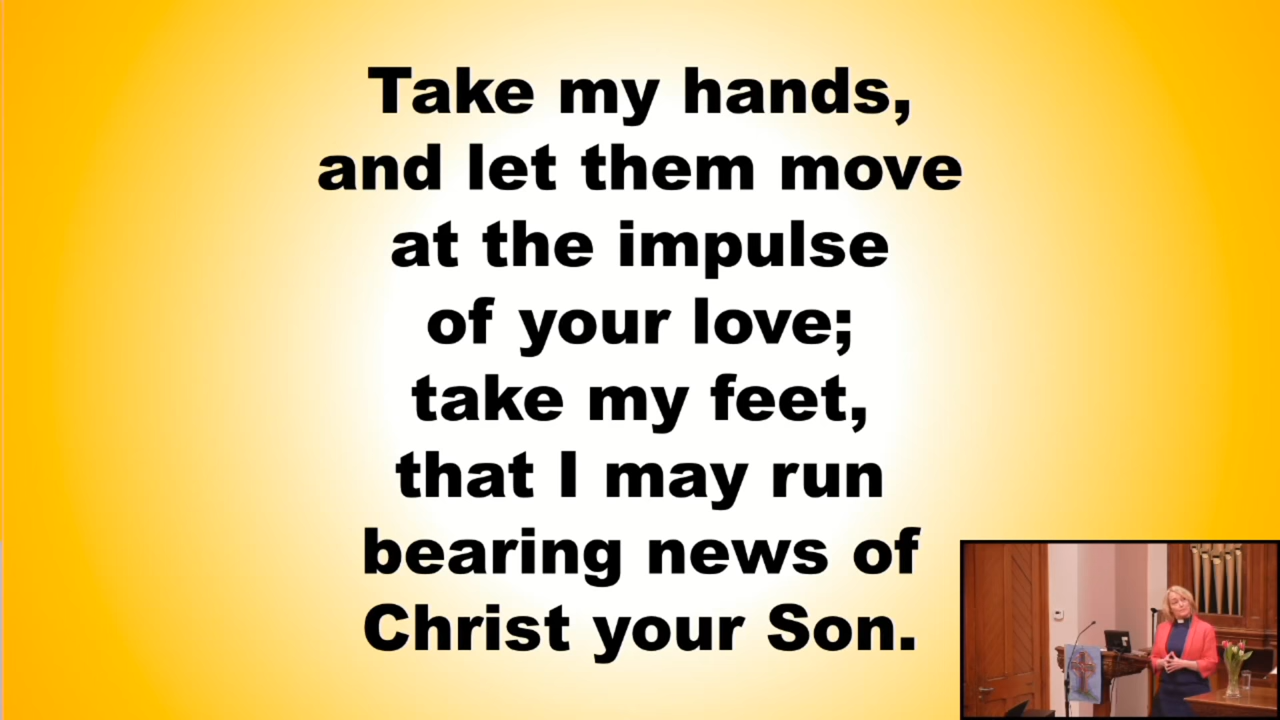 Take my hands,
and let them move
at the impulse
of your love;
take my feet,
that I may run
bearing news of
Christ your Son.